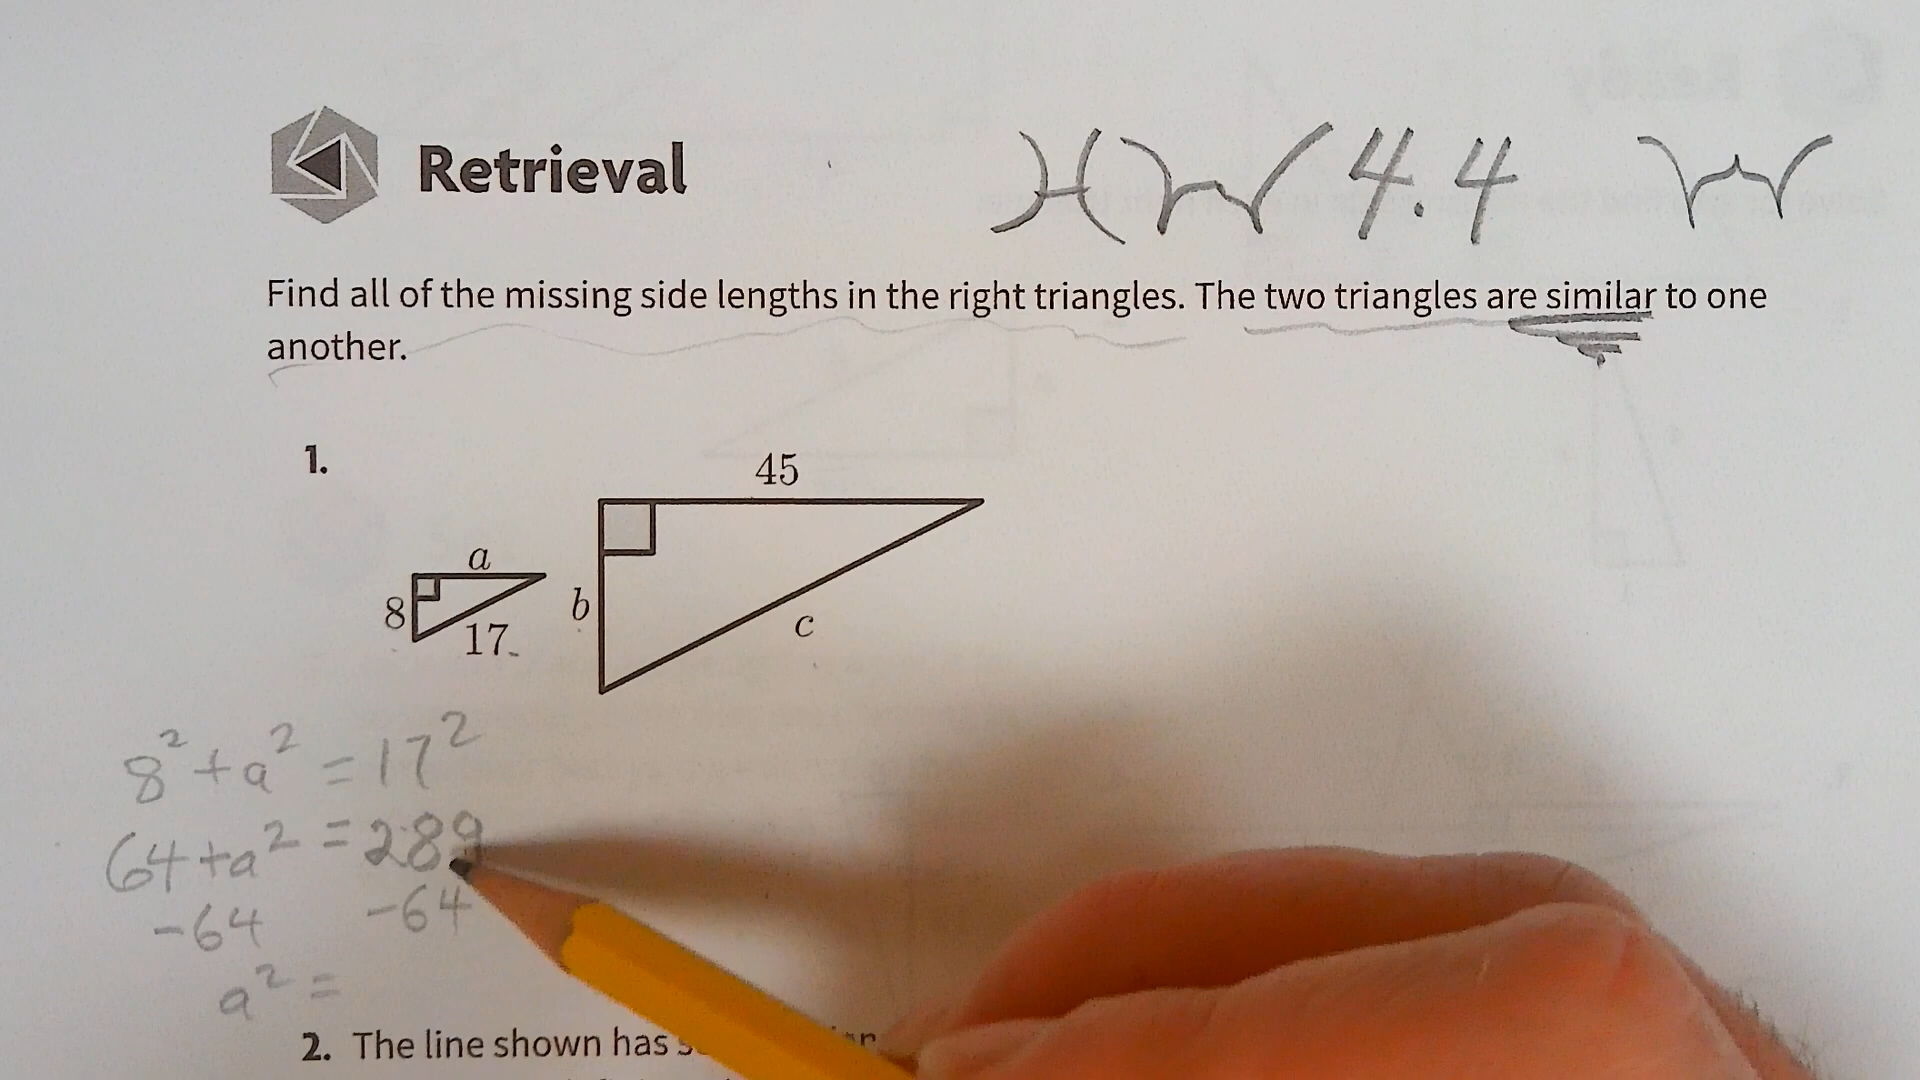 Retrieval
HW 4.4
Find all of the missing side lengths in the right triangles. The two triangles are similar to one
another.
1.
45
a
8
17
b
c
8² + a² = 17²
64 + a² = 289
-64 -64
a² =
2. The line shown has